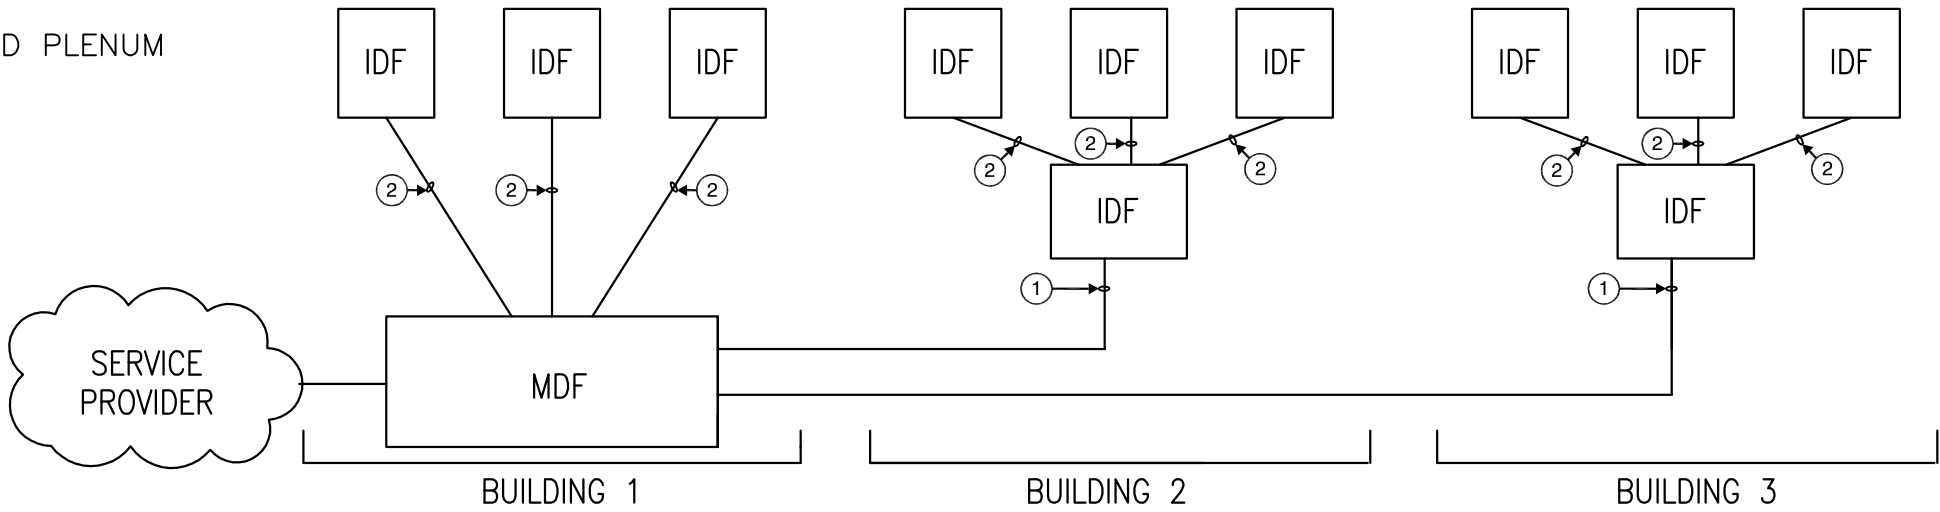 D PLENUM
IDF IDF IDF IDF IDF IDF IDF IDF IDF
2 2 2 2 2 2 2 2 2
IDF IDF
1 1
SERVICE
PROVIDER
MDF
BUILDING 1 BUILDING 2 BUILDING 3